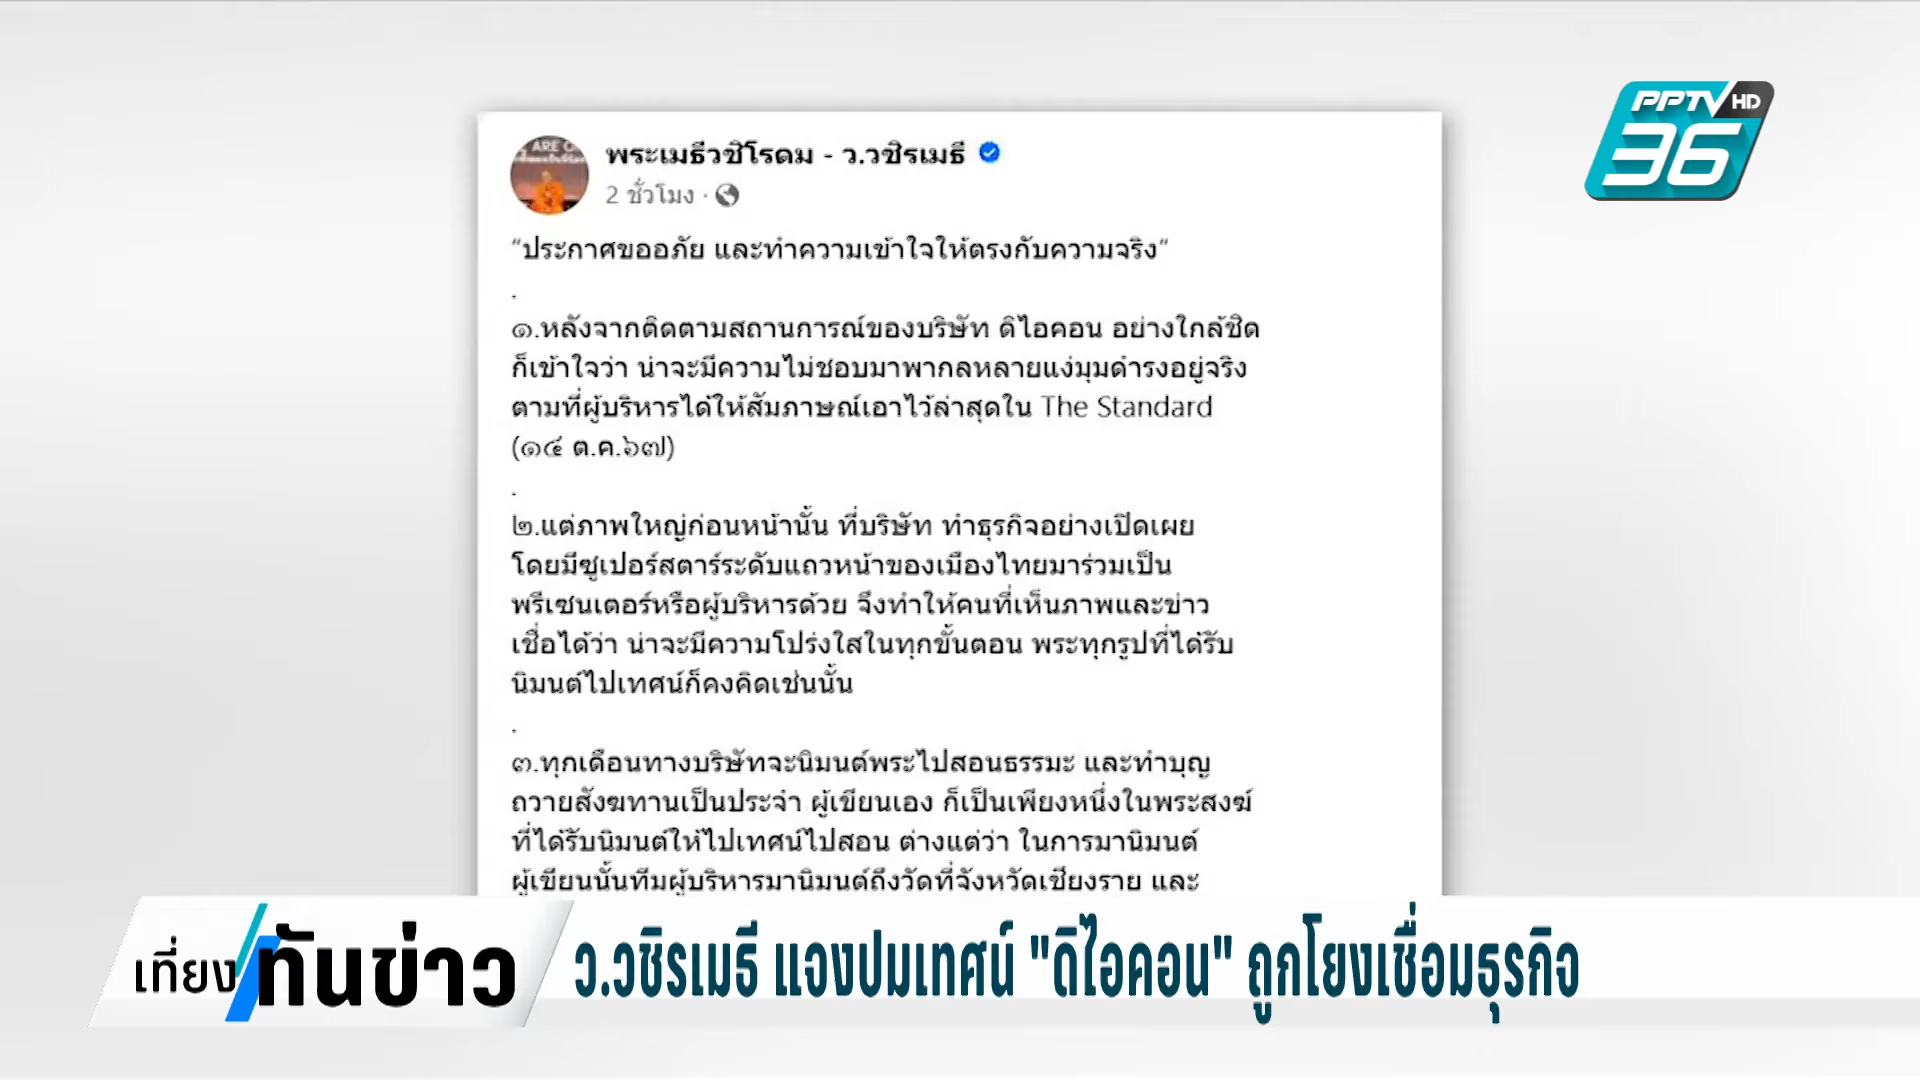 PPTV HD
36
พระเมธีวชิโรดม - ว.วชิรเมธี
2 ชั่วโมง ·
“ประกาศขออภัย และทำความเข้าใจให้ตรงกับความจริง”
.
๑.หลังจากติดตามสถานการณ์ของบริษัท ดิไอคอน อย่างใกล้ชิด
ก็เข้าใจว่า น่าจะมีความไม่ชอบมาพากลหลายแง่มุมดำรงอยู่จริง
ตามที่ผู้บริหารได้ให้สัมภาษณ์เอาไว้ล่าสุดใน The Standard
(๑๔ ต.ค.๖๗)
.
๒.แต่ภาพใหญ่ก่อนหน้านั้น ที่บริษัท ทำธุรกิจอย่างเปิดเผย
โดยมีซูเปอร์สตาร์ระดับแถวหน้าของเมืองไทยมาร่วมเป็น
พรีเซนเตอร์หรือผู้บริหารด้วย จึงทำให้คนที่เห็นภาพและข่าว
เชื่อได้ว่า น่าจะมีความโปร่งใสในทุกขั้นตอน พระทุกรูปที่ได้รับ
นิมนต์ไปเทศน์ก็คงคิดเช่นนั้น
.
๓.ทุกเดือนทางบริษัทจะนิมนต์พระไปสอนธรรมะ และทำบุญ
ถวายสังฆทานเป็นประจำ ผู้เขียนเอง ก็เป็นเพียงหนึ่งในพระสงฆ์
ที่ได้รับนิมนต์ให้ไปเทศน์ไปสอน ต่างแต่ว่า ในการมานิมนต์
ผู้เขียนนั้นทีมผู้บริหารมานิมนต์ถึงวัดที่จังหวัดเชียงราย และ
เที่ยงทันข่าว
ว.วชิรเมธี แจงปมเทศน์ "ดิไอคอน" ถูกโยงเชื่อมธุรกิจ